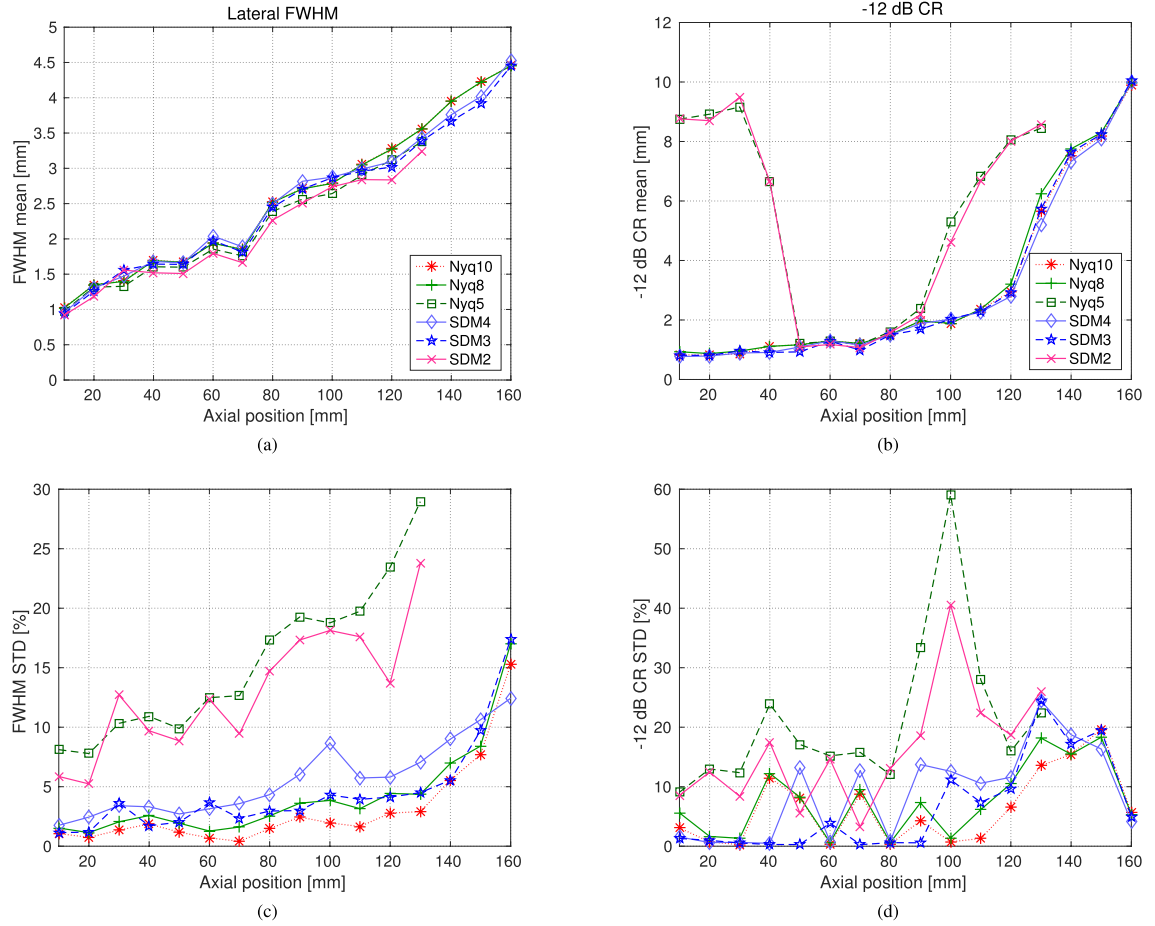 Lateral FWHM
FWHM mean [mm]
5
4.5
4
3.5
3
2.5
2
1.5
1
0.5
0
20 40 60 80 100 120 140 160
Axial position [mm]
Nyq10
Nyq8
Nyq5
SDM4
SDM3
SDM2
(a)
-12 dB CR
-12 dB CR mean [mm]
12
10
8
6
4
2
0
20 40 60 80 100 120 140 160
Axial position [mm]
Nyq10
Nyq8
Nyq5
SDM4
SDM3
SDM2
(b)
FWHM STD [%]
30
25
20
15
10
5
0
20 40 60 80 100 120 140 160
Axial position [mm]
(c)
-12 dB CR STD [%]
60
50
40
30
20
10
0
20 40 60 80 100 120 140 160
Axial position [mm]
(d)